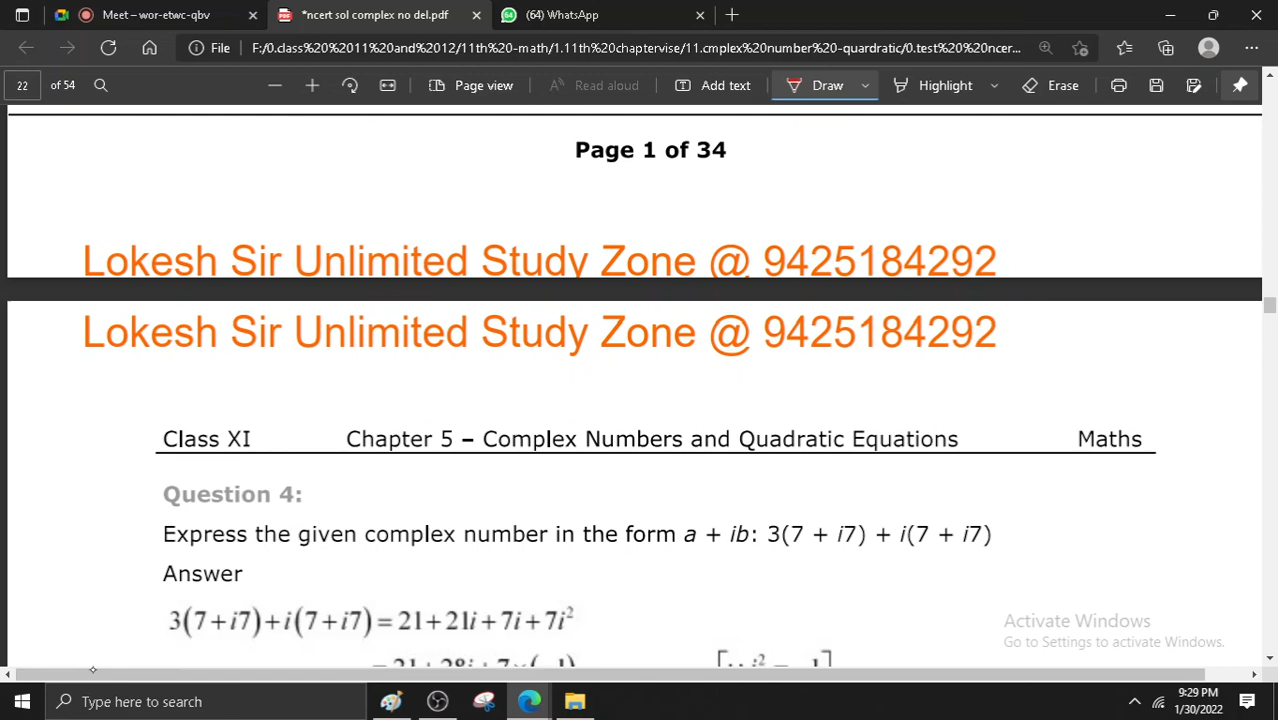 Meet – wor-etwc-qbv
*ncert sol complex no del.pdf
(64) WhatsApp
File
F:/0.class%20%2011%20and%2012/11th%20-math/1.11th%20chaptervise/11.cmplex%20number%20-quardratic/0.test%20%20ncer...
22 of 54
Page view
Read aloud
Add text
Draw
Highlight
Erase
Page 1 of 34
Lokesh Sir Unlimited Study Zone @ 9425184292
Lokesh Sir Unlimited Study Zone @ 9425184292
Class XI Chapter 5 – Complex Numbers and Quadratic Equations Maths
Question 4:
Express the given complex number in the form a + ib: 3(7 + i7) + i(7 + i7)
Answer
3(7+i7)+i(7+i7)=21+21i+7i+7i²
=21+28i+7×(-1) [∵ i² = -1]
Activate Windows
Go to Settings to activate Windows.
Type here to search
9:29 PM
1/30/2022